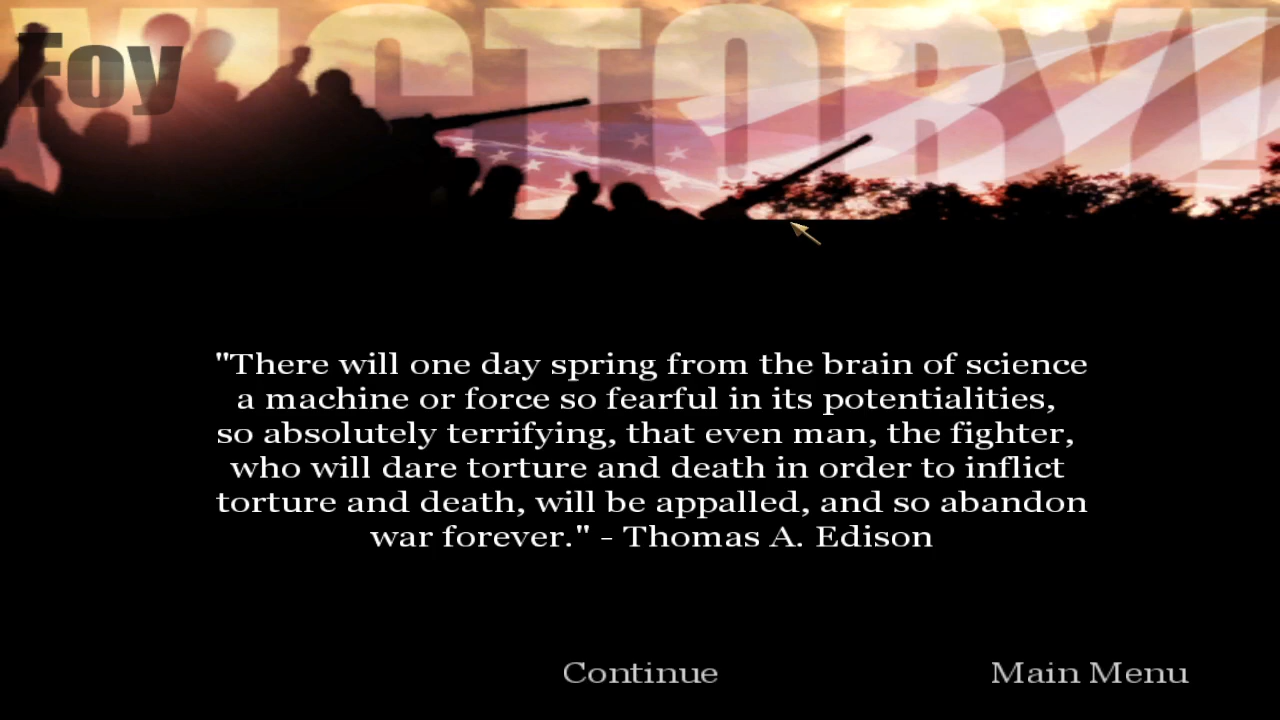 VICTORY!
Foy
"There will one day spring from the brain of science
a machine or force so fearful in its potentialities,
so absolutely terrifying, that even man, the fighter,
who will dare torture and death in order to inflict
torture and death, will be appalled, and so abandon
war forever." - Thomas A. Edison
Continue
Main Menu